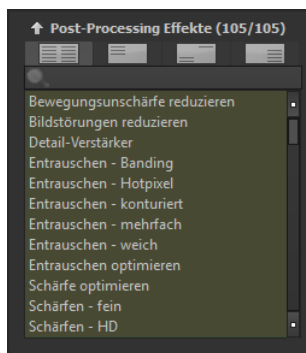 Post-Processing Effekte (105/105)
Bewegungsunschärfe reduzieren
Bildstörungen reduzieren
Detail-Verstärker
Entrauschen - Banding
Entrauschen - Hotpixel
Entrauschen - konturiert
Entrauschen - mehrfach
Entrauschen - weich
Entrauschen optimieren
Schärfe optimieren
Schärfen - fein
Schärfen - HD